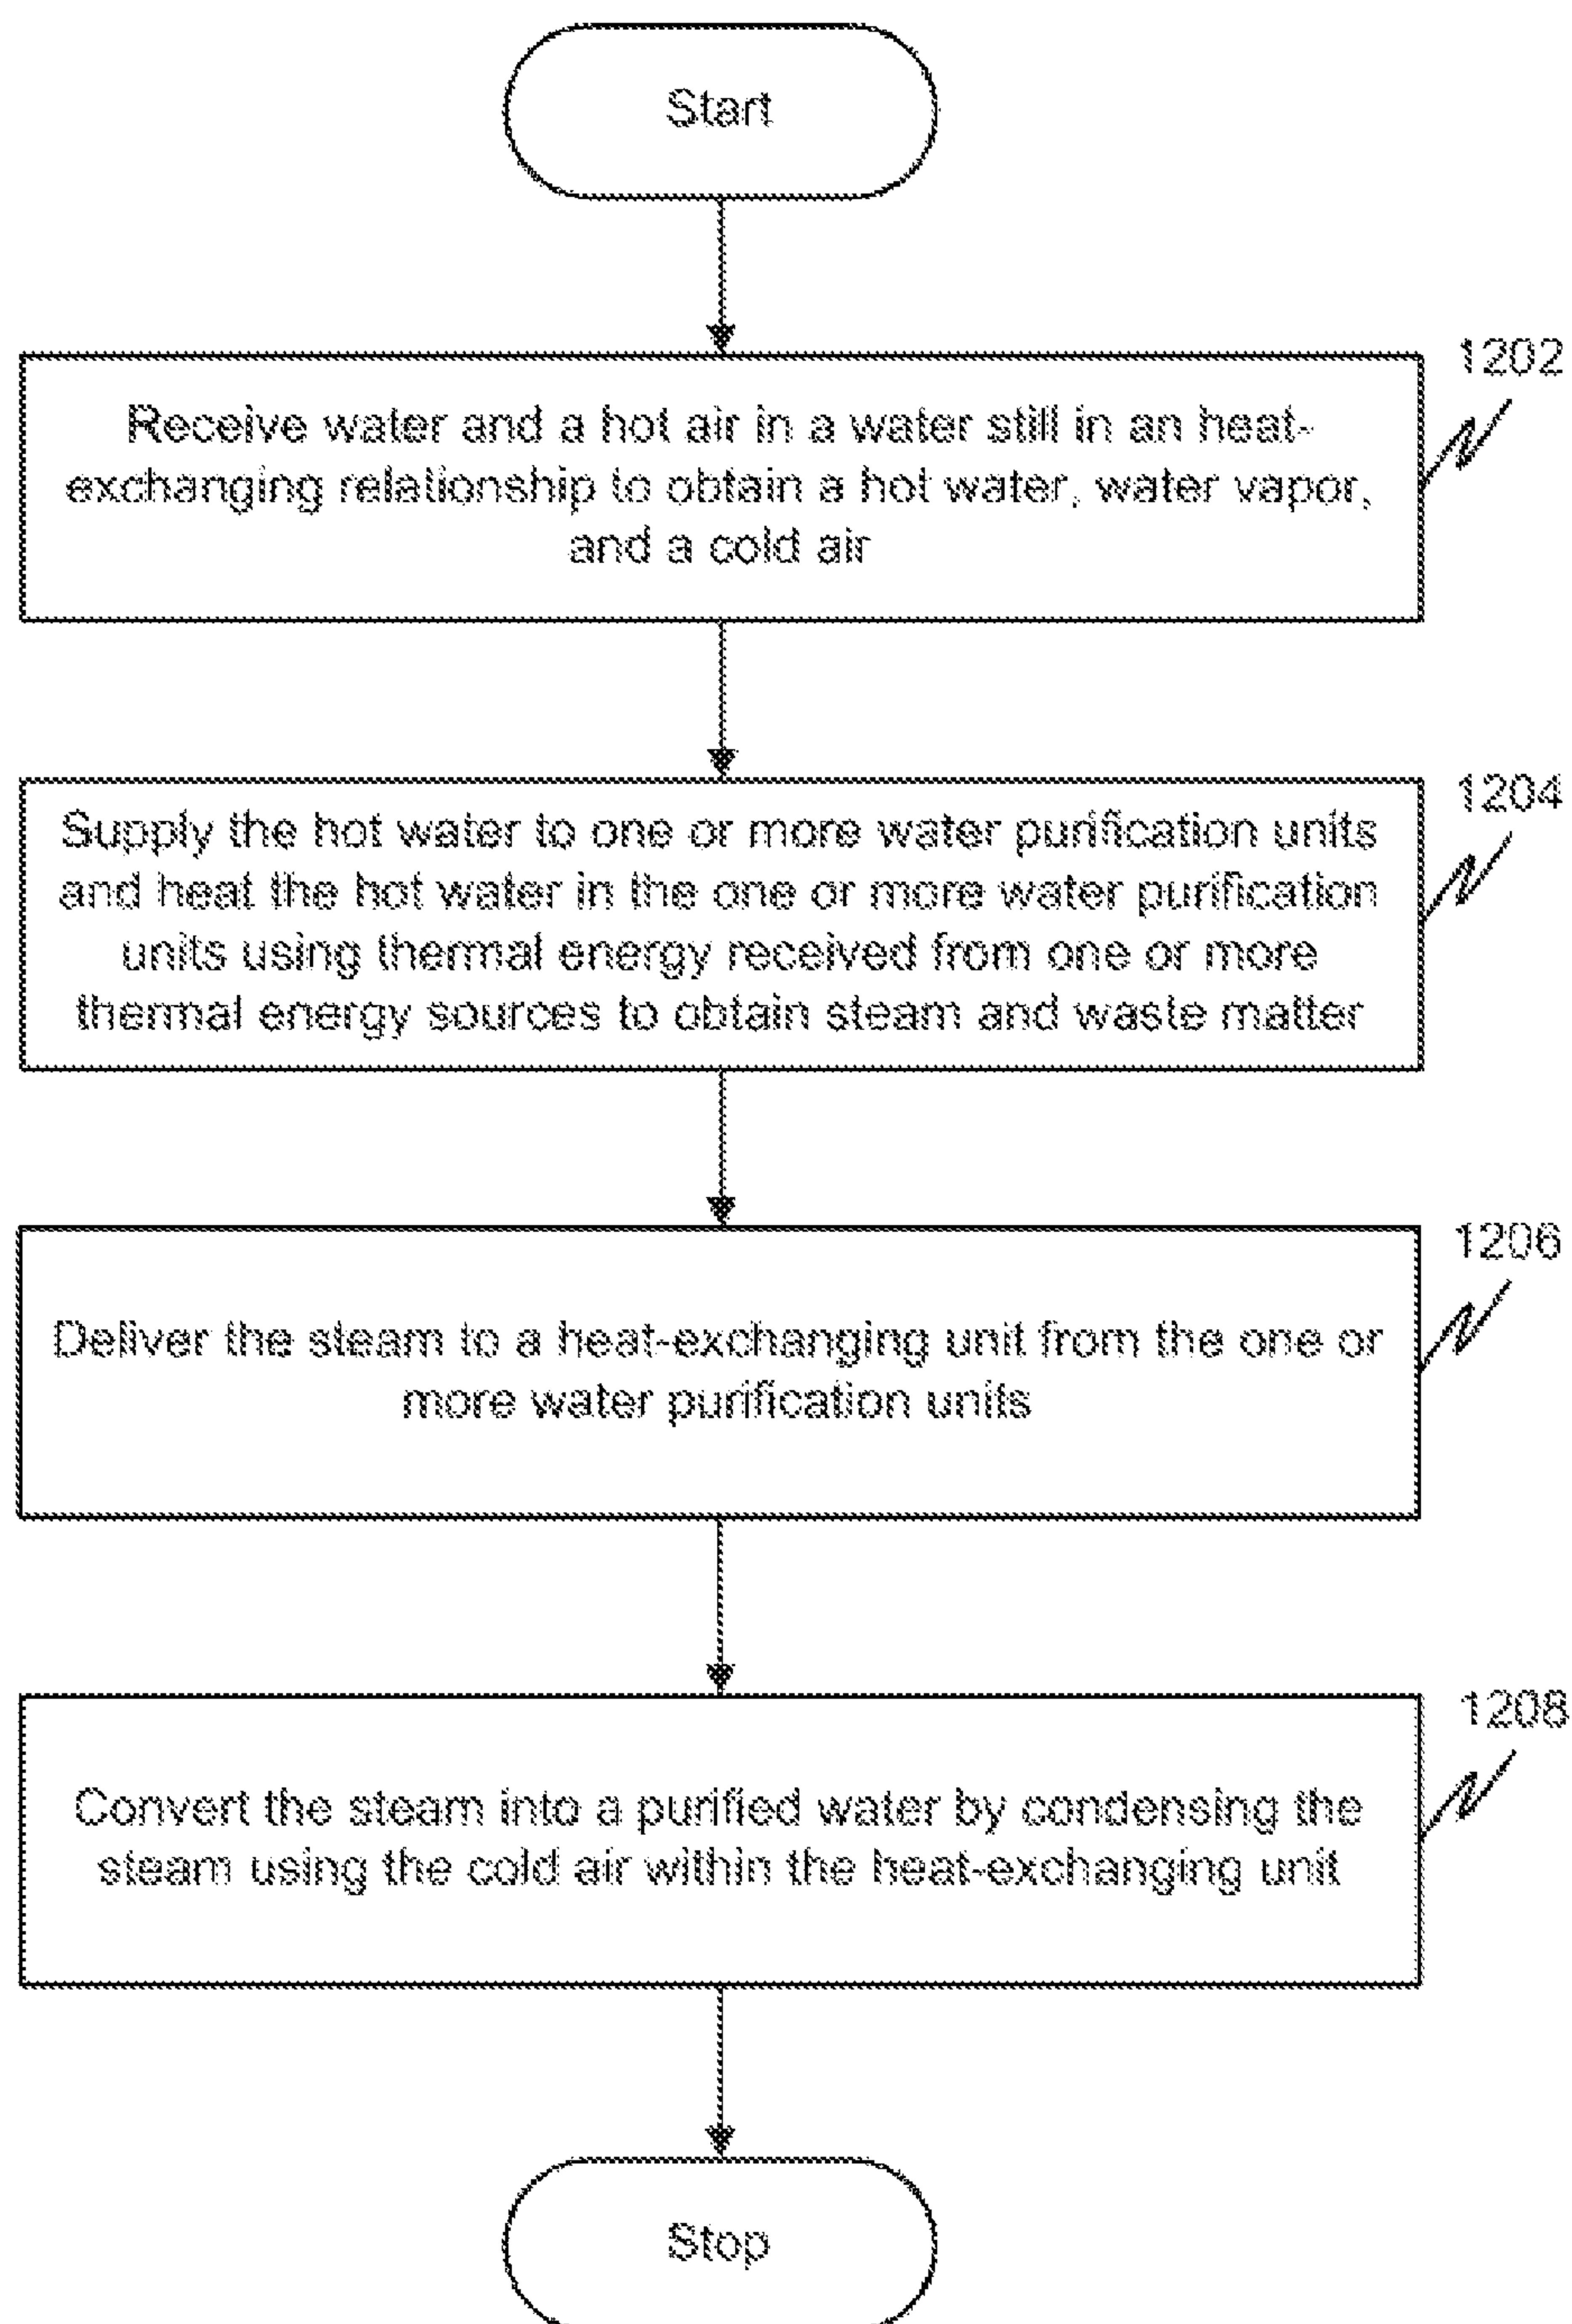 Start
1202
Receive water and a hot air in a water still in an heat-
exchanging relationship to obtain a hot water, water vapor,
and a cold air
1204
Supply the hot water to one or more water purification units
and heat the hot water in the one or more water purification
units using thermal energy received from one or more
thermal energy sources to obtain steam and waste matter
1206
Deliver the steam to a heat-exchanging unit from the one or
more water purification units
1208
Convert the steam into a purified water by condensing the
steam using the cold air within the heat-exchanging unit
Stop